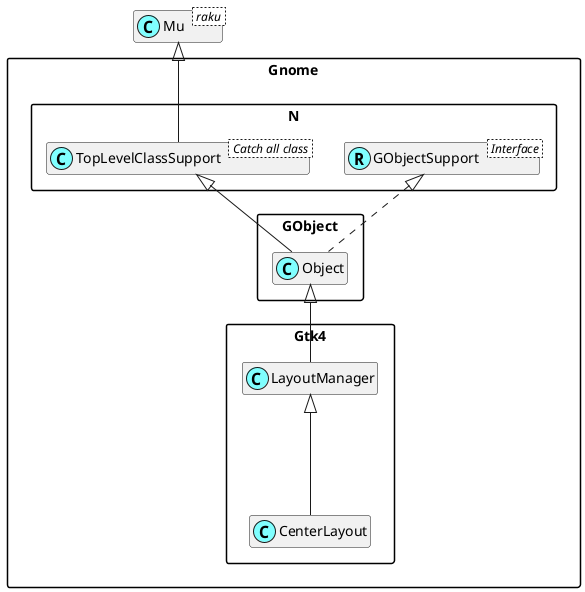 C Mu raku
Gnome
N
C TopLevelClassSupport Catch all class
R GObjectSupport Interface
GObject
C Object
Gtk4
C LayoutManager
C CenterLayout